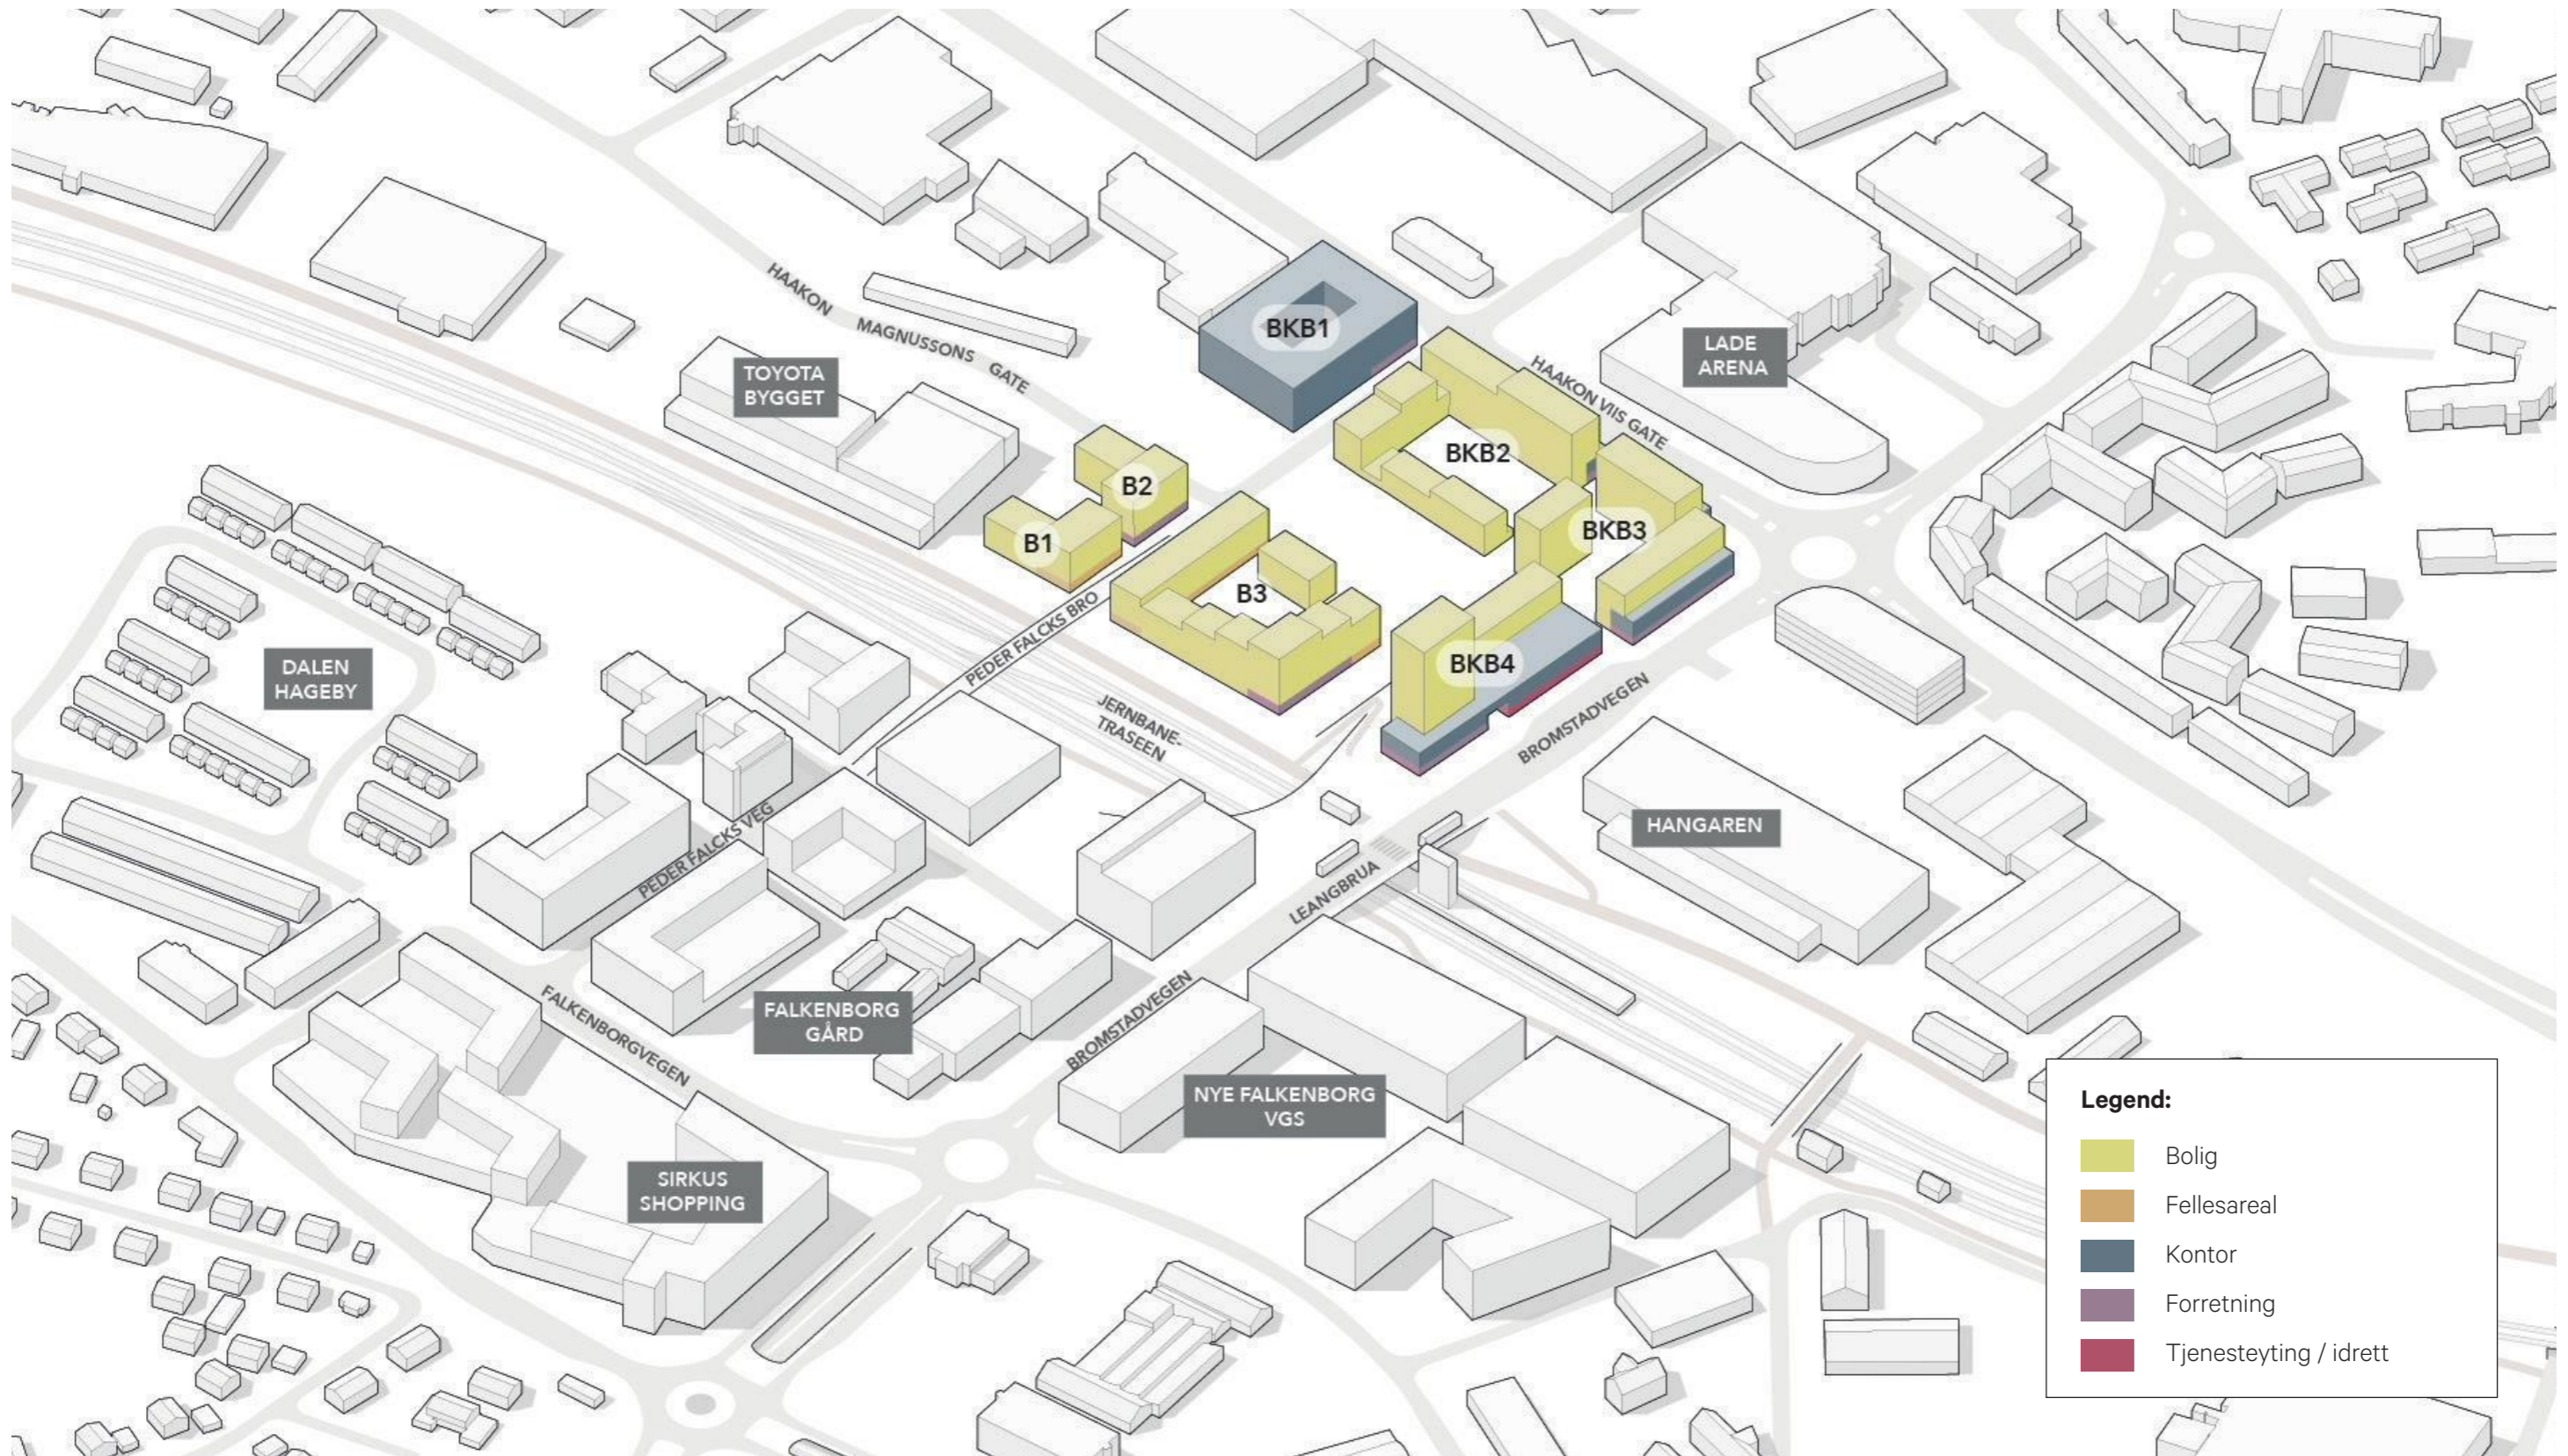 HAAKON MAGNUSSONS GATE
BKB1
LADE
ARENA
TOYOTA
BYGGET
HAAKON VIIS GATE
BKB2
B2
BKB3
B1
B3
PEDER FALCKS BRO
BKB4
DALEN
HAGEBY
JERNBANE-
TRASEEN
BROMSTADVEGEN
HANGAREN
PEDER FALCKS VEG
LEANGBRUA
FALKENBORG
GÅRD
BROMSTADVEGEN
FALKENBORGVEGEN
NYE FALKENBORG
VGS
SIRKUS
SHOPPING
Legend:
Bolig
Fellesareal
Kontor
Forretning
Tjenesteyting / idrett